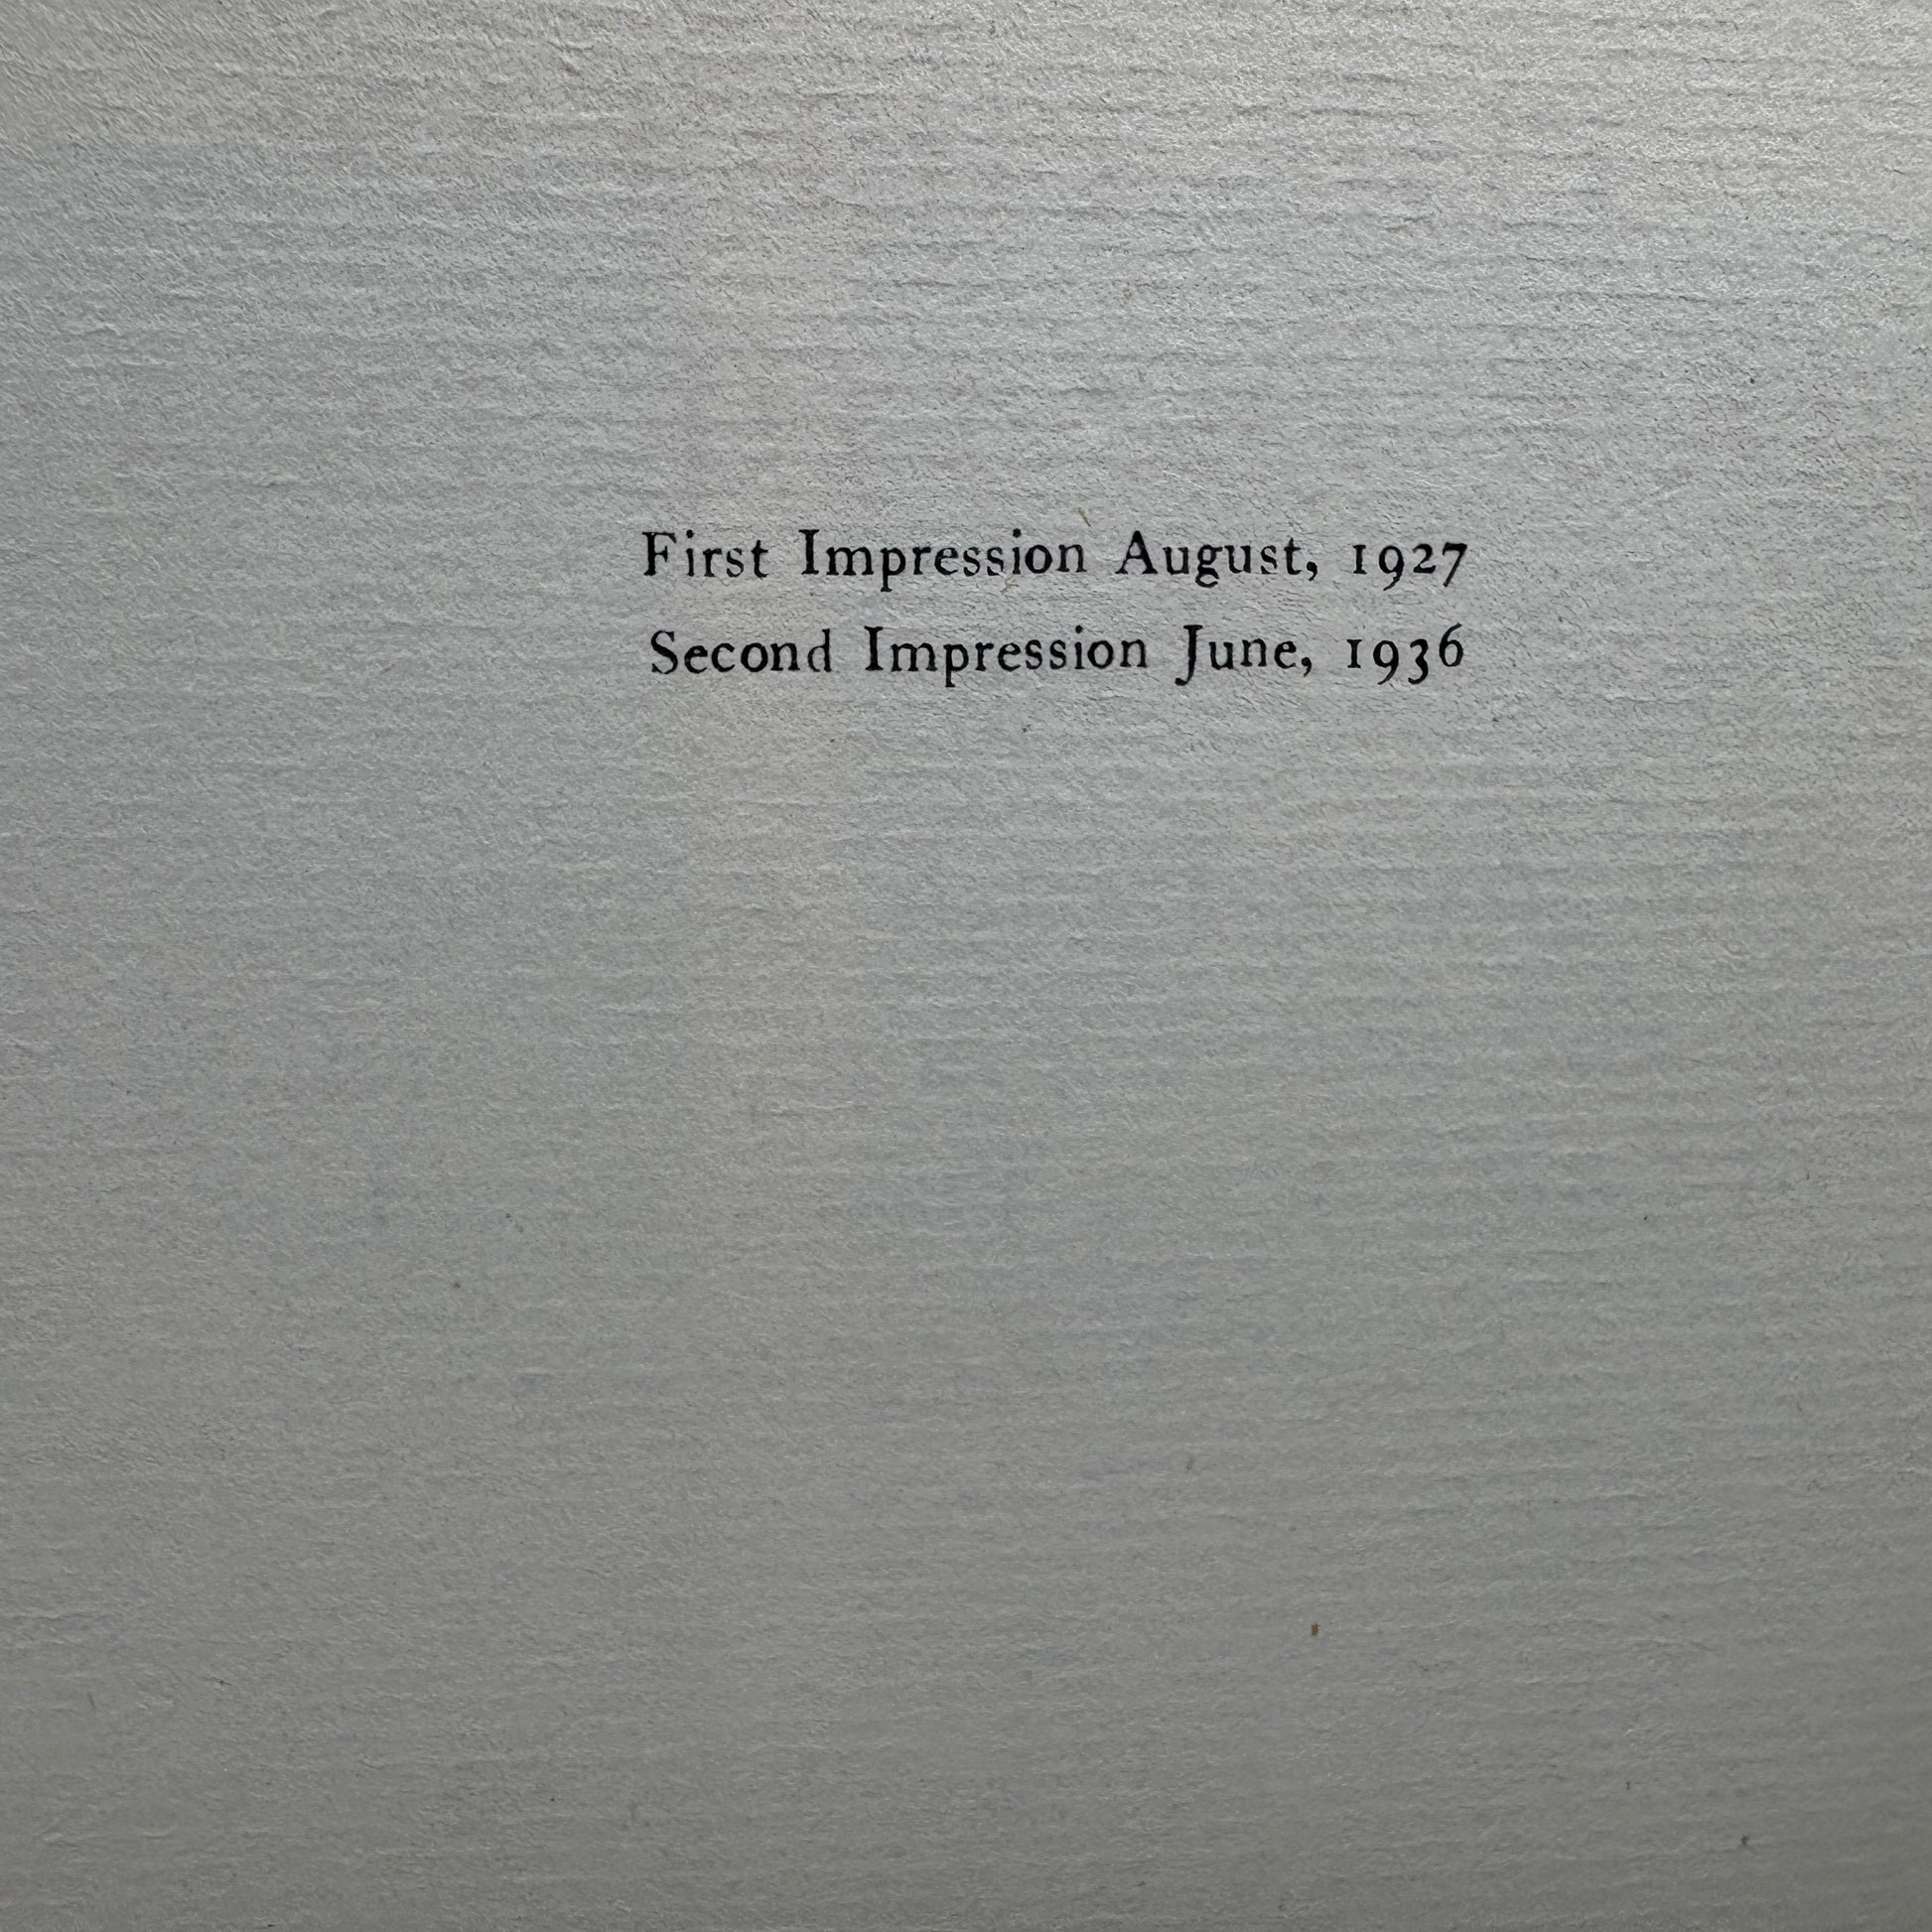 First Impression August, 1927
Second Impression June, 1936